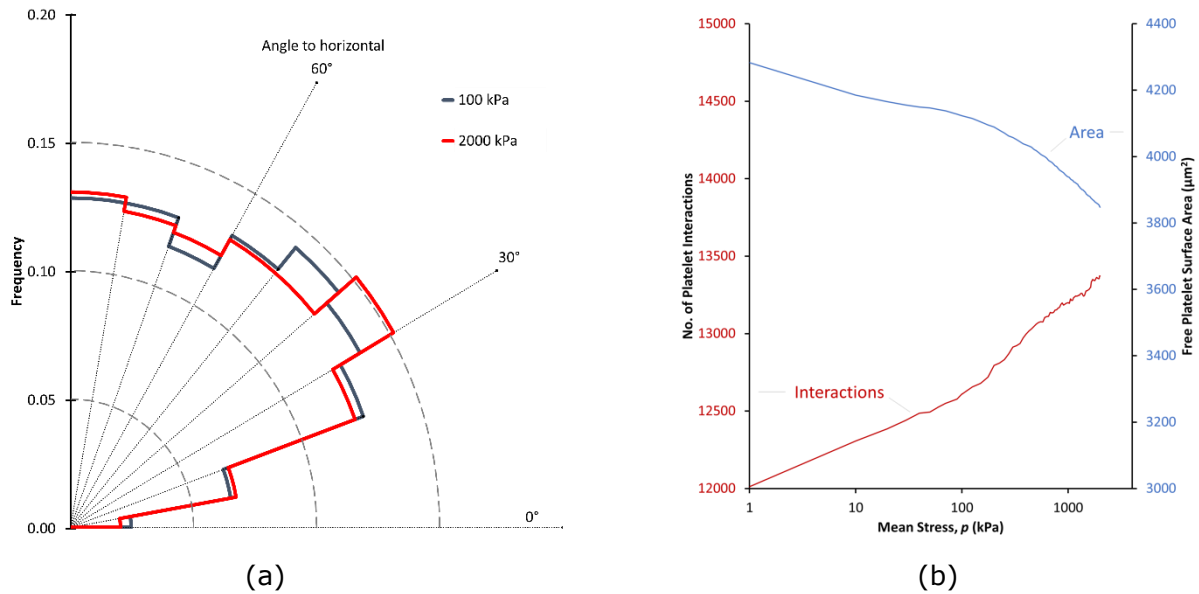 0.20
0.15
0.10
0.05
0.00
Frequency
Angle to horizontal
60°
30°
0°
100 kPa
2000 kPa
(a)
15000
14500
14000
13500
13000
12500
12000
No. of Platelet Interactions
4400
4200
4000
3800
3600
3400
3200
3000
Free Platelet Surface Area (μm²)
Area
Interactions
1
10
100
1000
Mean Stress, p (kPa)
(b)